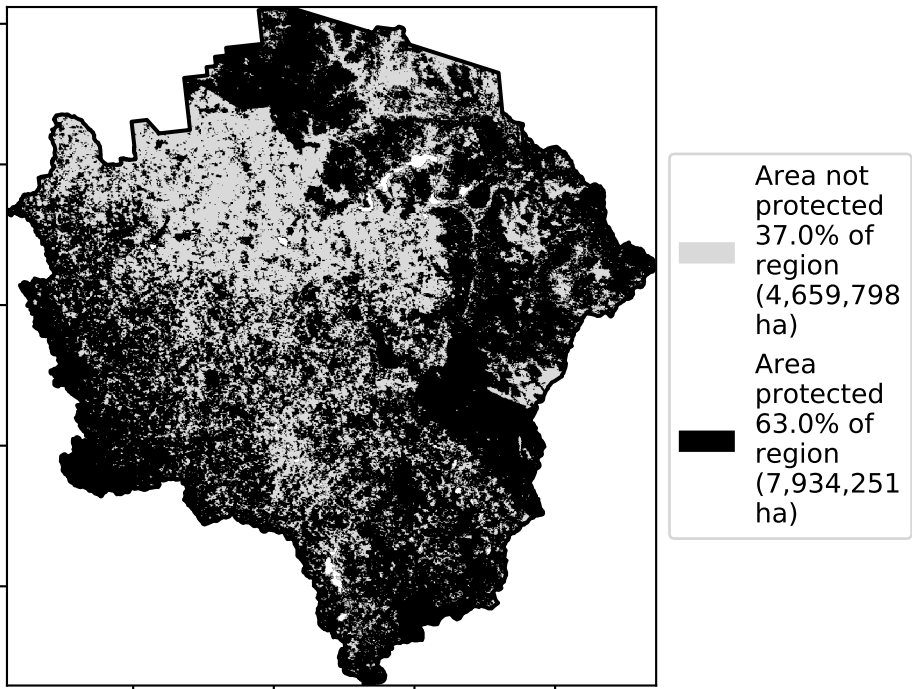 Area not
protected
37.0% of
region
(4,659,798
ha)
Area
protected
63.0% of
region
(7,934,251
ha)